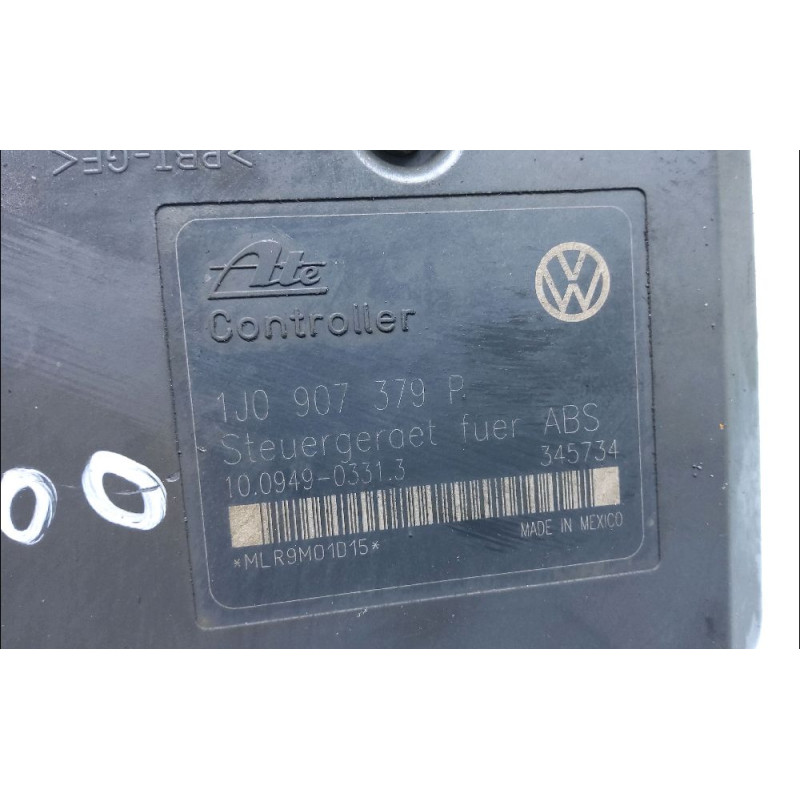 >PBT-GF<
Ate
Controller
1J0 907 379 P
Steuergeraet fuer ABS
10.0949-0331.3 345734
*MLR9M01D15* MADE IN MEXICO
00